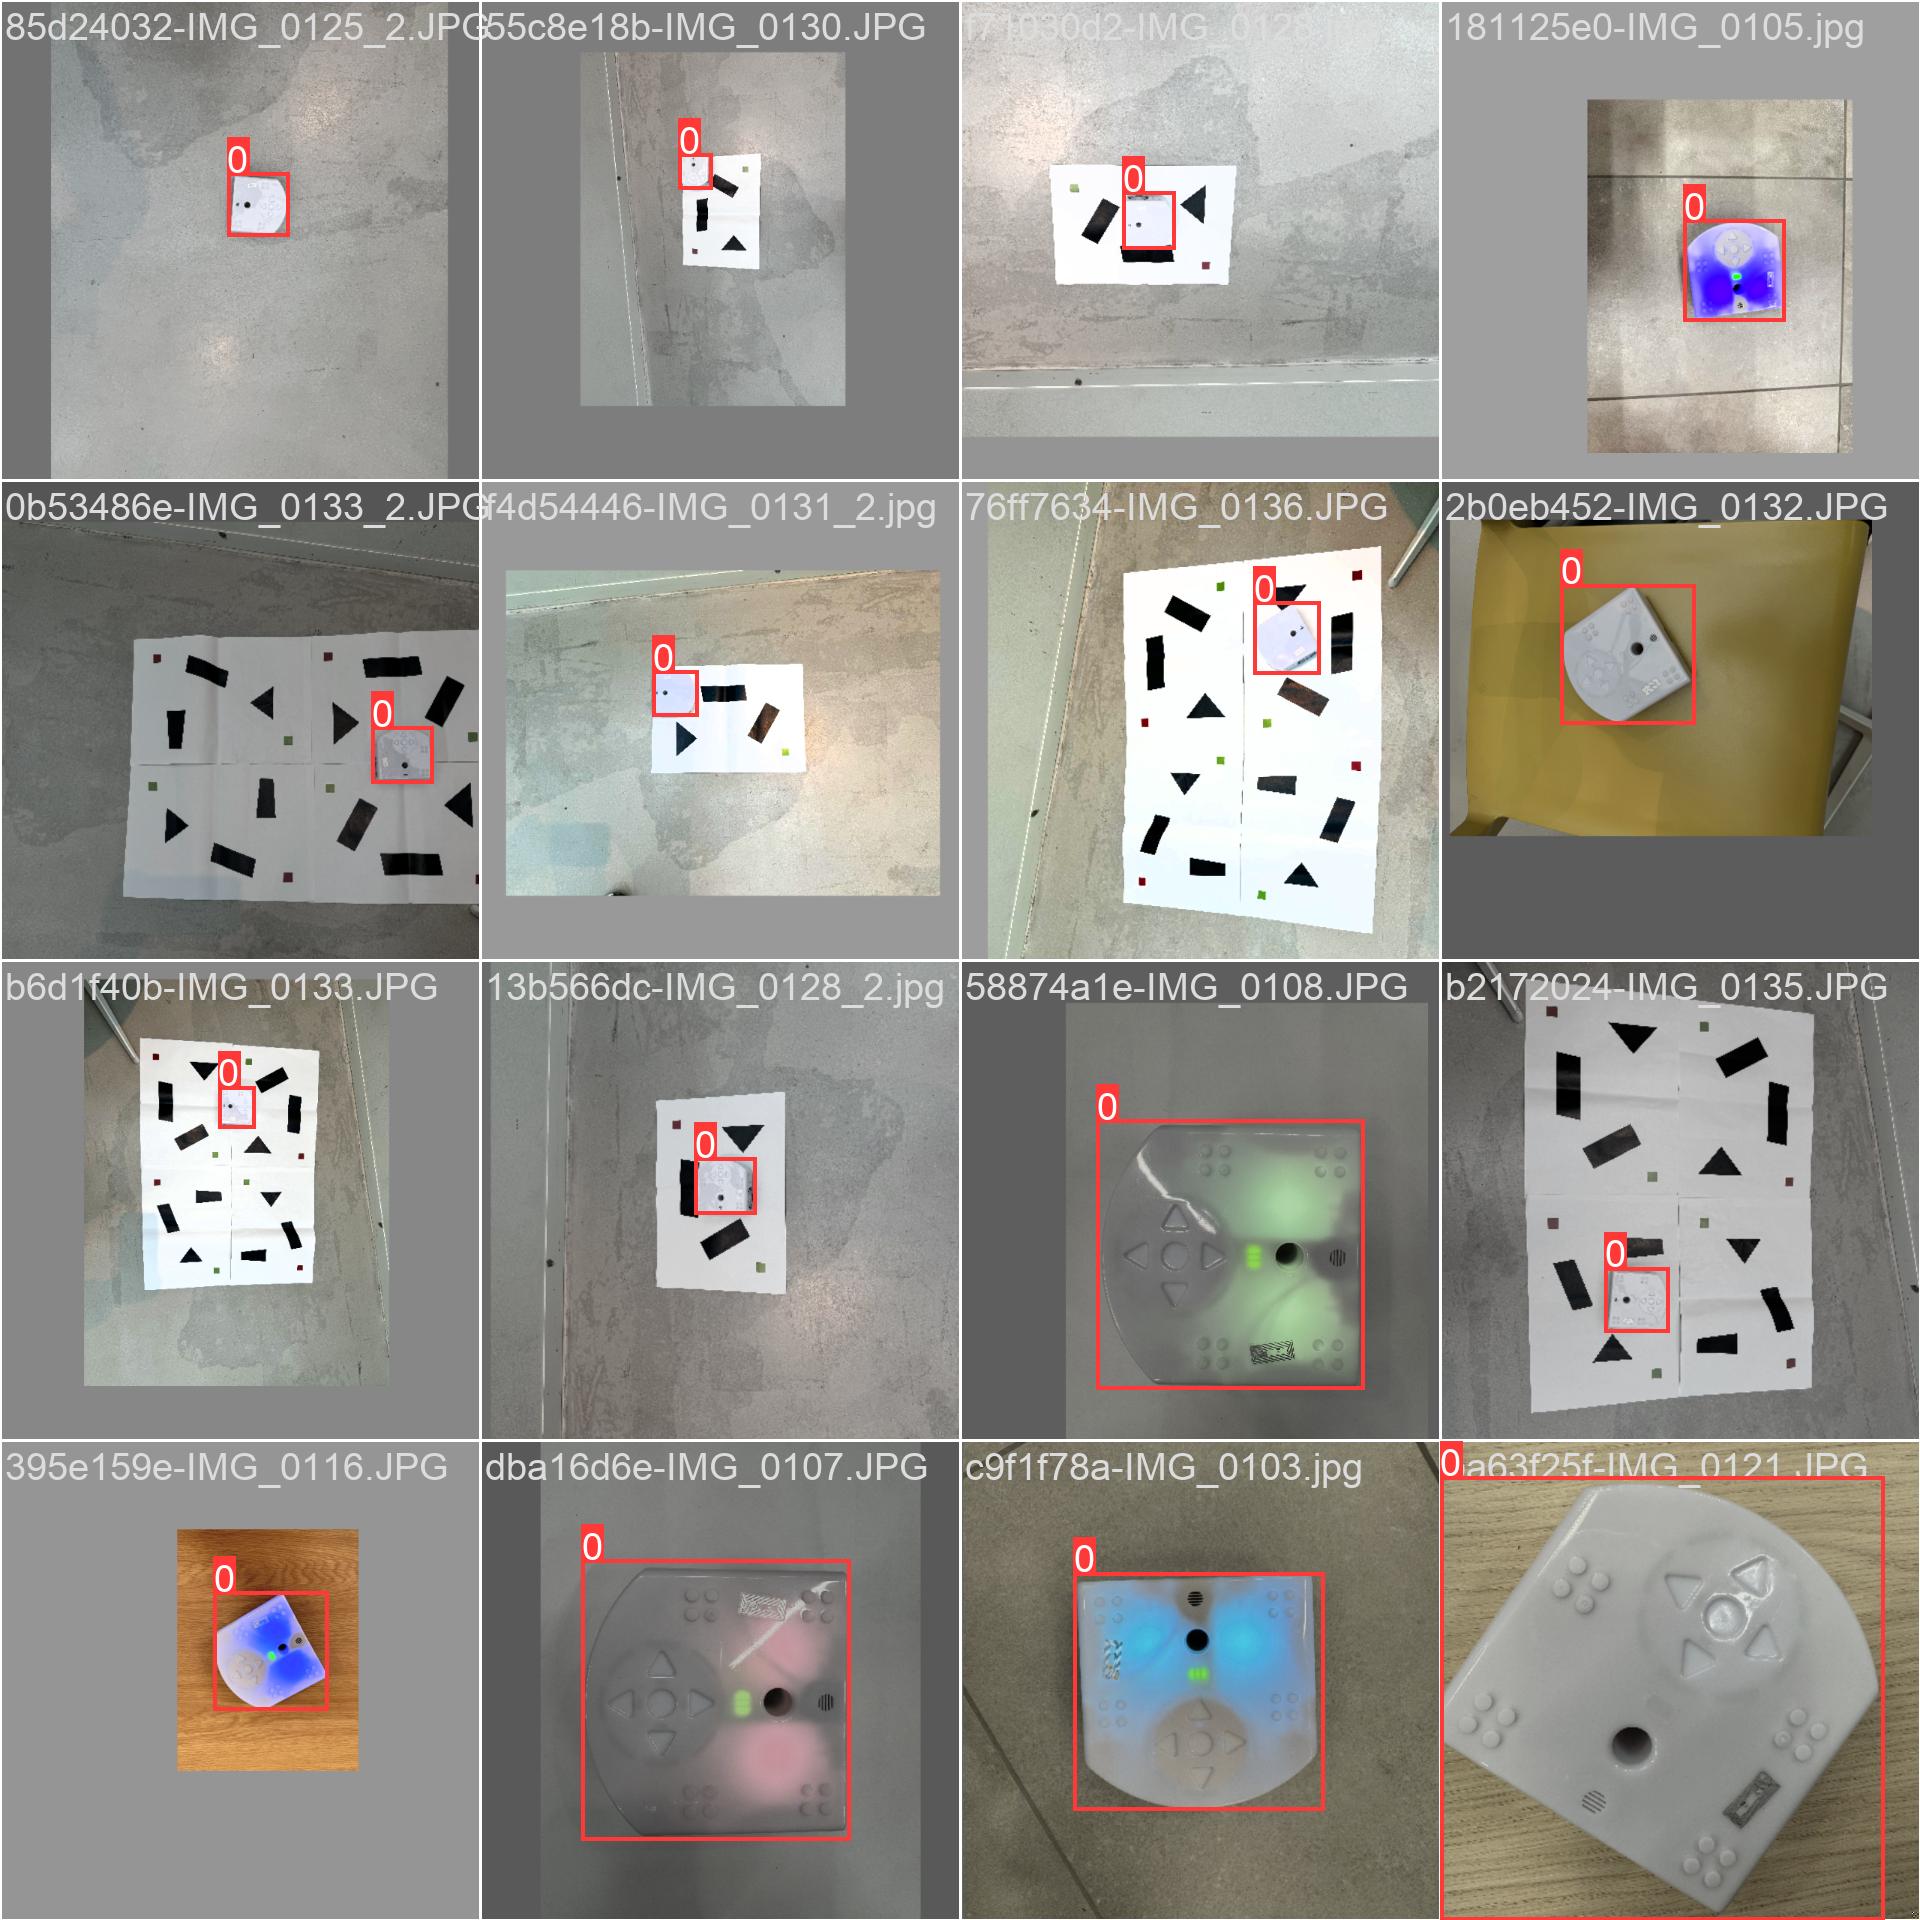 85d24032-IMG_0125_2.JPG
55c8e18b-IMG_0130.JPG
f71030d2-IMG_0128
181125e0-IMG_0105.jpg
0
0
0
0
0b53486e-IMG_0133_2.JPG
f4d54446-IMG_0131_2.jpg
76ff7634-IMG_0136.JPG
2b0eb452-IMG_0132.JPG
0
0
0
0
b6d1f40b-IMG_0133.JPG
13b566dc-IMG_0128_2.jpg
58874a1e-IMG_0108.JPG
b2172024-IMG_0135.JPG
0
0
0
0
395e159e-IMG_0116.JPG
dba16d6e-IMG_0107.JPG
c9f1f78a-IMG_0103.jpg
a63f25f-IMG_0121.JPG
0
0
0
0